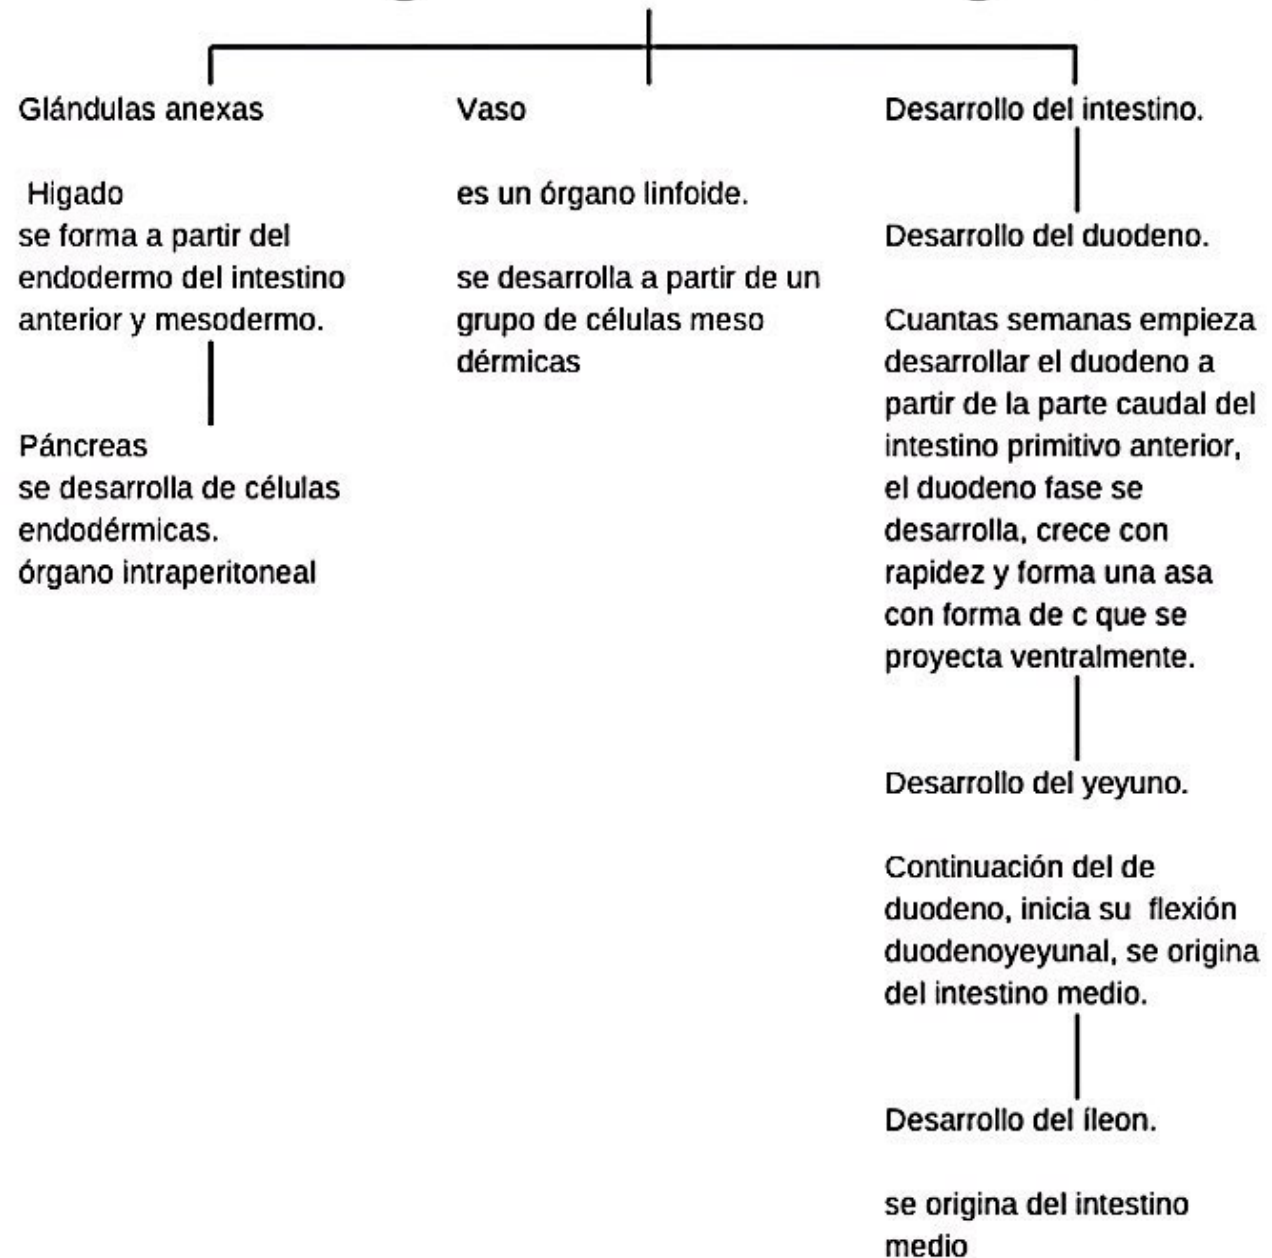 Glándulas anexas
Higado
se forma a partir del
endodermo del intestino
anterior y mesodermo.
Páncreas
se desarrolla de células
endodérmicas.
órgano intraperitoneal
Vaso
es un órgano linfoide.
se desarrolla a partir de un
grupo de células meso
dérmicas
Desarrollo del intestino.
Desarrollo del duodeno.
Cuantas semanas empieza
desarrollar el duodeno a
partir de la parte caudal del
intestino primitivo anterior,
el duodeno fase se
desarrolla, crece con
rapidez y forma una asa
con forma de c que se
proyecta ventralmente.
Desarrollo del yeyuno.
Continuación del de
duodeno, inicia su  flexión
duodenoyeyunal, se origina
del intestino medio.
Desarrollo del íleon.
se origina del intestino
medio